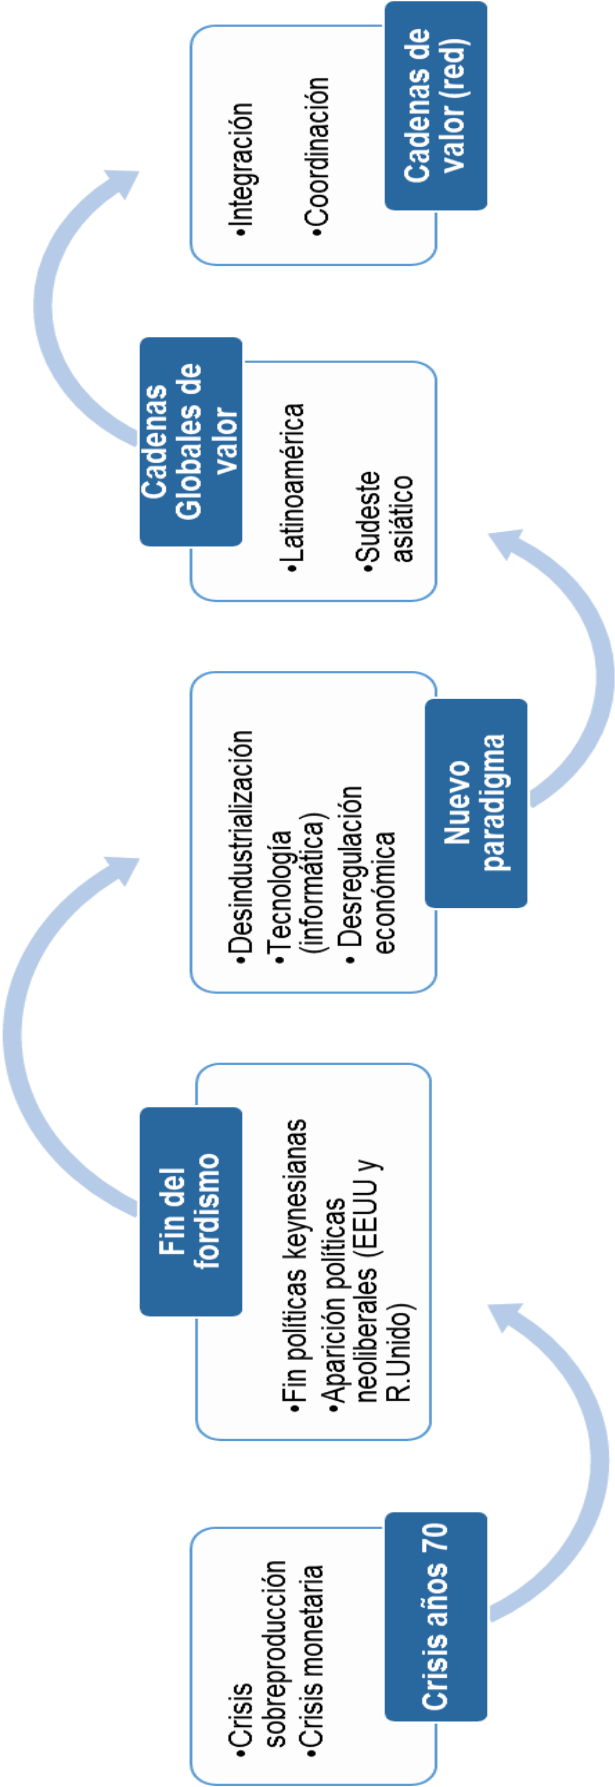 •Crisis
sobreproducción
•Crisis monetaria
Crisis años 70
Fin del
fordismo
•Fin políticas keynesianas
•Aparición políticas
neoliberales (EEUU y
R.Unido)
•Desindustrialización
•Tecnología
(informática)
• Desregulación
económica
Nuevo
paradigma
Cadenas
Globales de
valor
•Latinoamérica
•Sudeste
asiático
•Integración
•Coordinación
Cadenas de
valor (red)